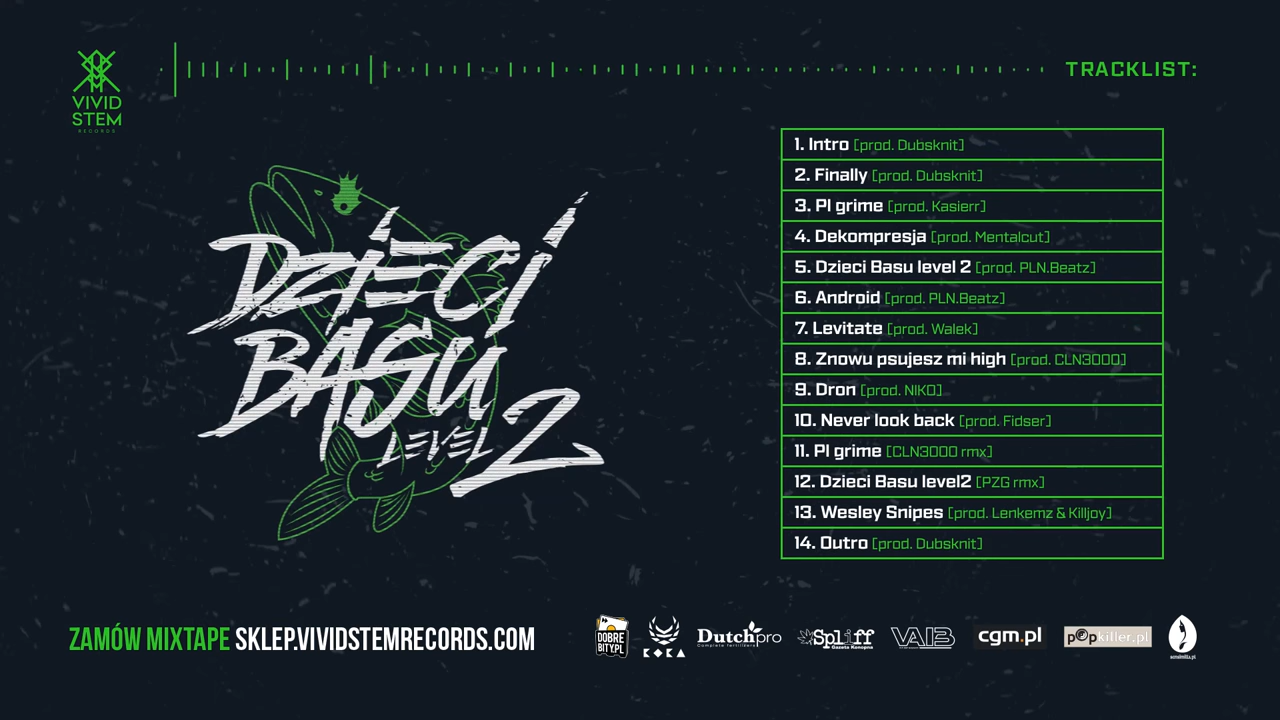 VIVID
STEM
RECORDS
TRACKLIST:
DZIECI
BASU
LEVEL 2
1. Intro [prod. Dubsknit]
2. Finally [prod. Dubsknit]
3. Pl grime [prod. Kasierr]
4. Dekompresja [prod. Mentalcut]
5. Dzieci Basu level 2 [prod. PLN.Beatz]
6. Android [prod. PLN.Beatz]
7. Levitate [prod. Walek]
8. Znowu psujesz mi high [prod. CLN3000]
9. Dron [prod. NIKO]
10. Never look back [prod. Fidser]
11. Pl grime [CLN3000 rmx]
12. Dzieci Basu level2 [PZG rmx]
13. Wesley Snipes [prod. Lenkemz & Killjoy]
14. Outro [prod. Dubsknit]
ZAMÓW MIXTAPE SKLEP.VIVIDSTEMRECORDS.COM
DOBRE
BITY.PL
KOKA
Dutchpro
Complete fertilizers
Spliff
Gazeta Konopna
VAIB
cgm.pl
popkiller.pl